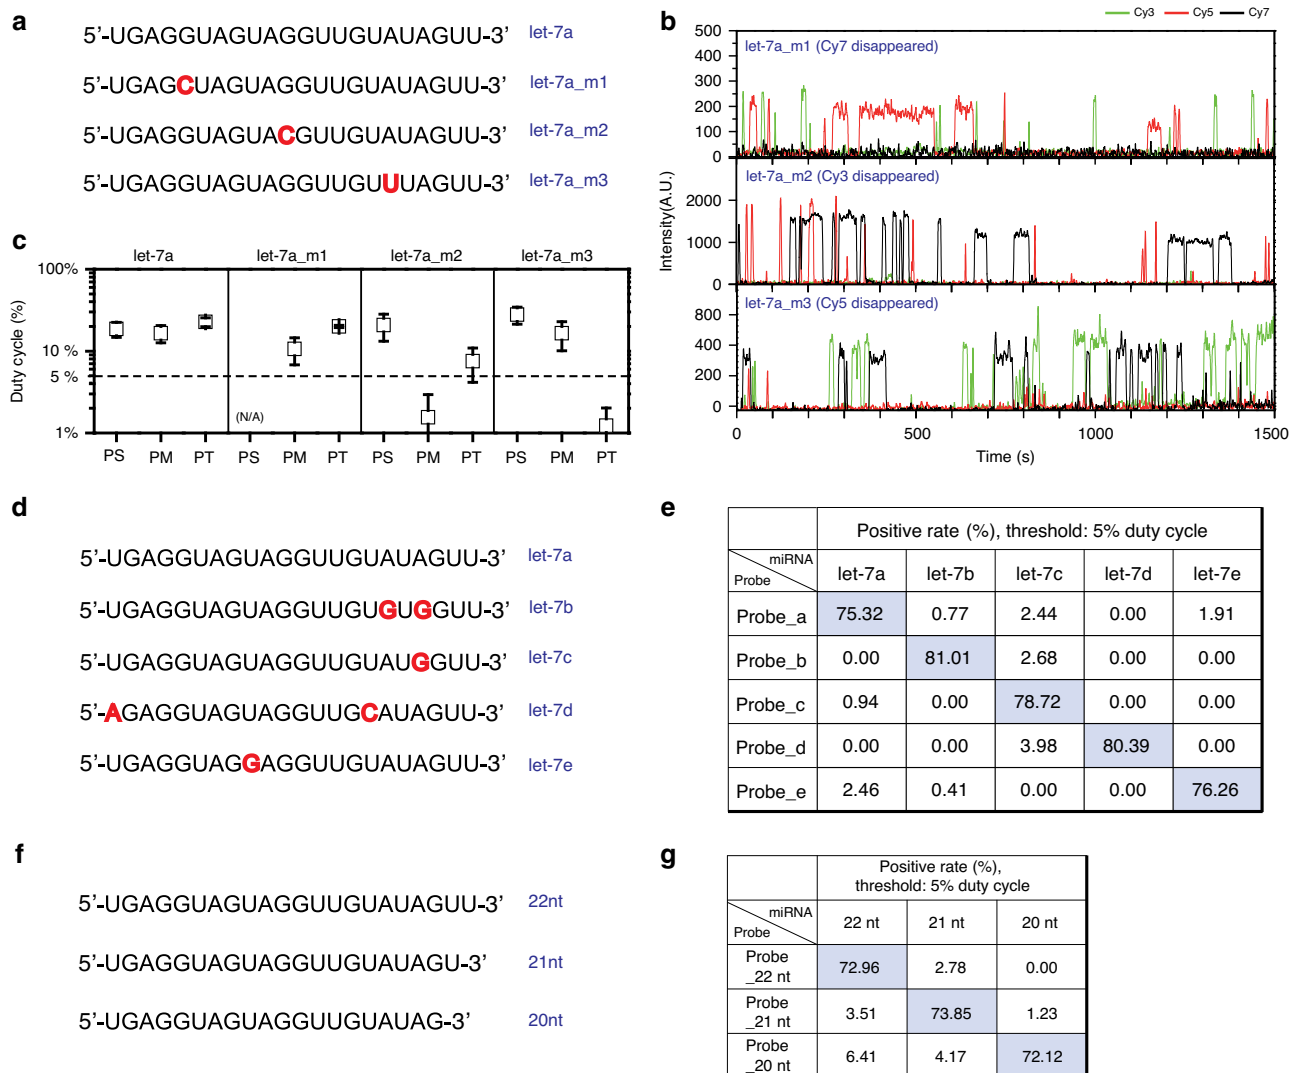 a
5’-UGAGGUAGUAGGUUGUAUAGUU-3’ let-7a
5’-UGAGCUAGUAGGUUGUAUAGUU-3’ let-7a_m1
5’-UGAGGUAGUACGUUGUAUAGUU-3’ let-7a_m2
5’-UGAGGUAGUAGGUUGUUUAGUU-3’ let-7a_m3
b
Cy3 Cy5 Cy7
let-7a_m1 (Cy7 disappeared)
500
300
200
100
0
let-7a_m2 (Cy3 disappeared)
2000
1000
0
let-7a_m3 (Cy5 disappeared)
800
400
200
0
Intensity(A.U.)
0 500 1000 1500
Time (s)
c
let-7a let-7a_m1 let-7a_m2 let-7a_m3
100%
10 %
5 %
1%
Duty cycle (%)
(N/A)
PS PM PT PS PM PT PS PM PT PS PM PT
d
5’-UGAGGUAGUAGGUUGUAUAGUU-3’ let-7a
5’-UGAGGUAGUAGGUUGUGUGGUU-3’ let-7b
5’-UGAGGUAGUAGGUUGUAUGGUU-3’ let-7c
5’-AGAGGUAGUAGGUUGCAUAGUU-3’ let-7d
5’-UGAGGUAGGAGGUUGUAUAGUU-3’ let-7e
e
Positive rate (%), threshold: 5% duty cycle
miRNA
Probe let-7a let-7b let-7c let-7d let-7e
Probe_a 75.32 0.77 2.44 0.00 1.91
Probe_b 0.00 81.01 2.68 0.00 0.00
Probe_c 0.94 0.00 78.72 0.00 0.00
Probe_d 0.00 0.00 3.98 80.39 0.00
Probe_e 2.46 0.41 0.00 0.00 76.26
f
5’-UGAGGUAGUAGGUUGUAUAGUU-3’ 22nt
5’-UGAGGUAGUAGGUUGUAUAGU-3’ 21nt
5’-UGAGGUAGUAGGUUGUAUAG-3’ 20nt
g
Positive rate (%),
threshold: 5% duty cycle
miRNA
Probe 22 nt 21 nt 20 nt
Probe
_22 nt 72.96 2.78 0.00
Probe
_21 nt 3.51 73.85 1.23
Probe
_20 nt 6.41 4.17 72.12